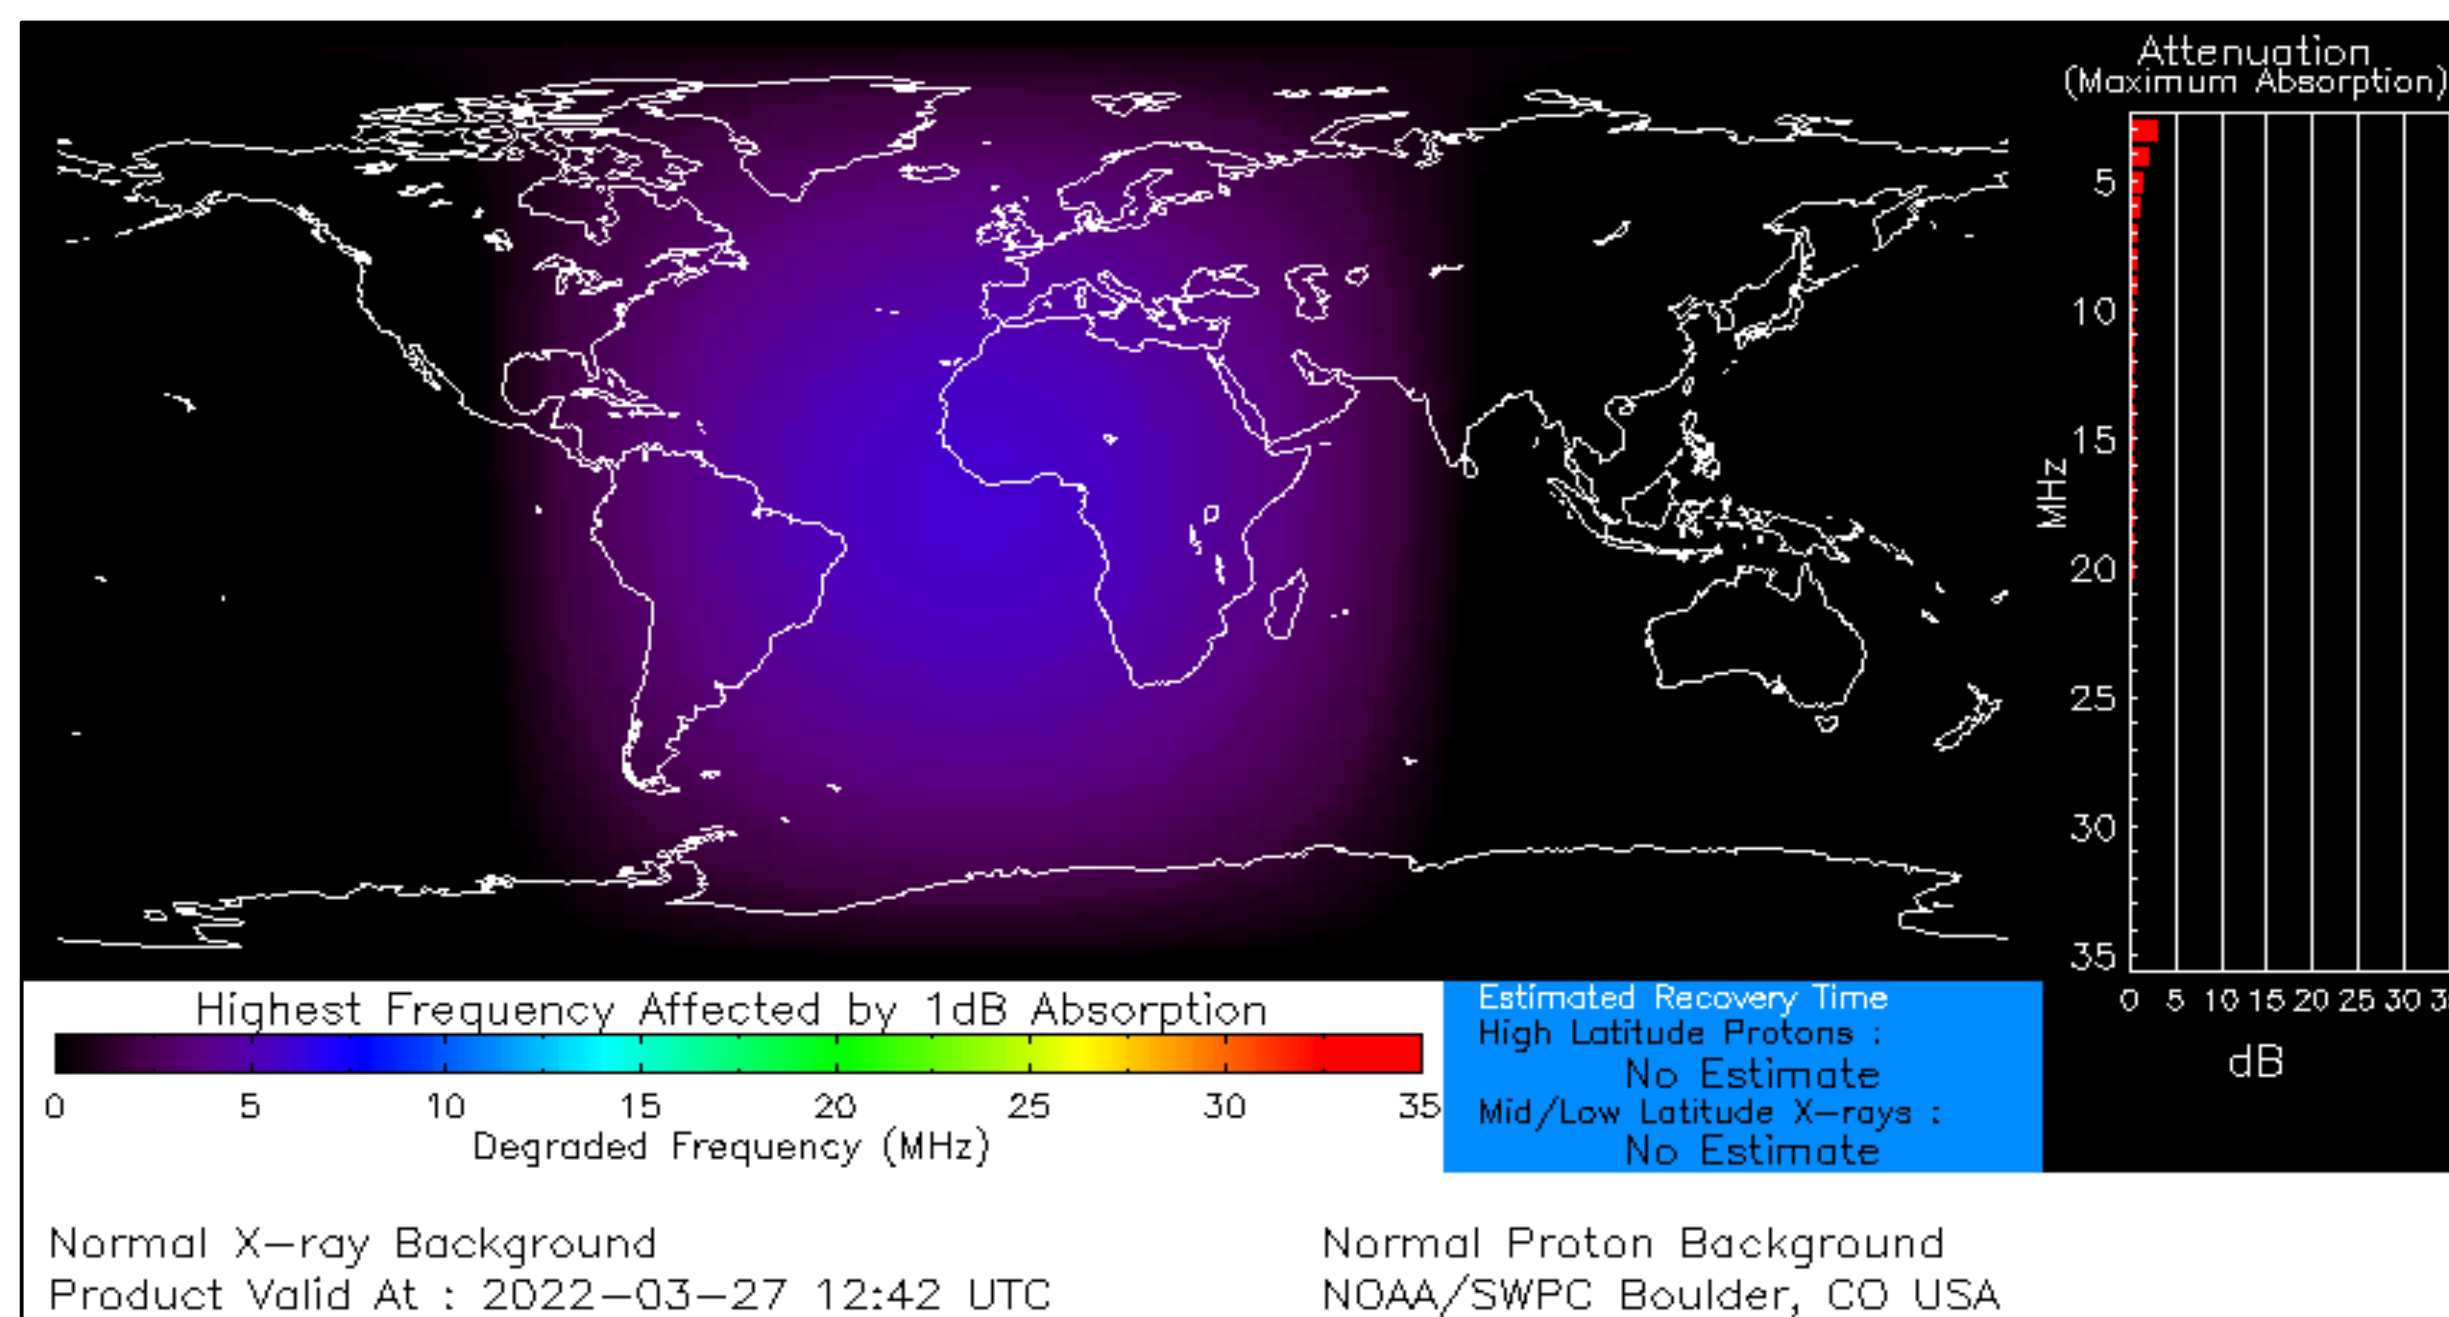 Attenuation
(Maximum Absorption)
5
10
15
20
25
30
35
MHz
0 5 10 15 20 25 30
dB
Highest Frequency Affected by 1dB Absorption
0 5 10 15 20 25 30 35
Degraded Frequency (MHz)
Estimated Recovery Time
High Latitude Protons :
No Estimate
Mid/Low Latitude X-rays :
No Estimate
Normal X-ray Background
Normal Proton Background
Product Valid At : 2022-03-27 12:42 UTC
NOAA/SWPC Boulder, CO USA